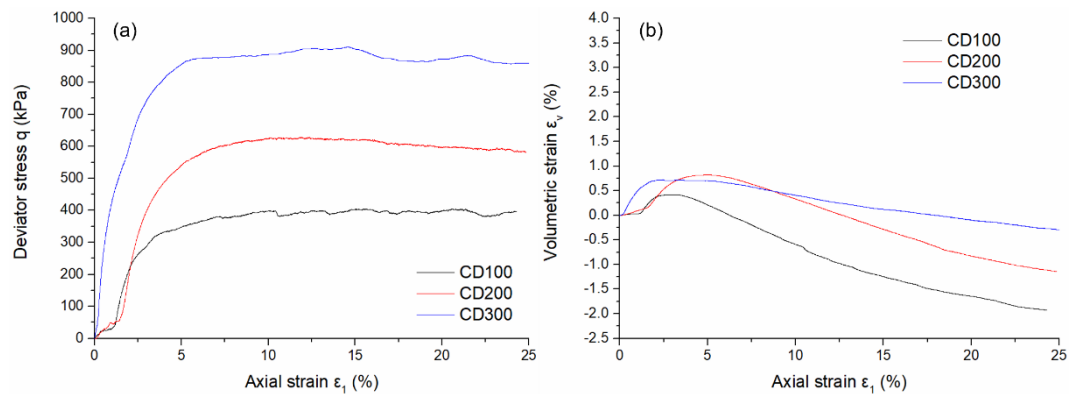 (a)
Deviator stress q (kPa)
1000
900
800
700
600
500
400
300
200
100
0
CD100
CD200
CD300
0 5 10 15 20 25
Axial strain ε₁ (%)
(b)
Volumetric strain εᵥ (%)
4.0
3.5
3.0
2.5
2.0
1.5
1.0
0.5
0.0
-0.5
-1.0
-1.5
-2.0
-2.5
CD100
CD200
CD300
0 5 10 15 20 25
Axial strain ε₁ (%)